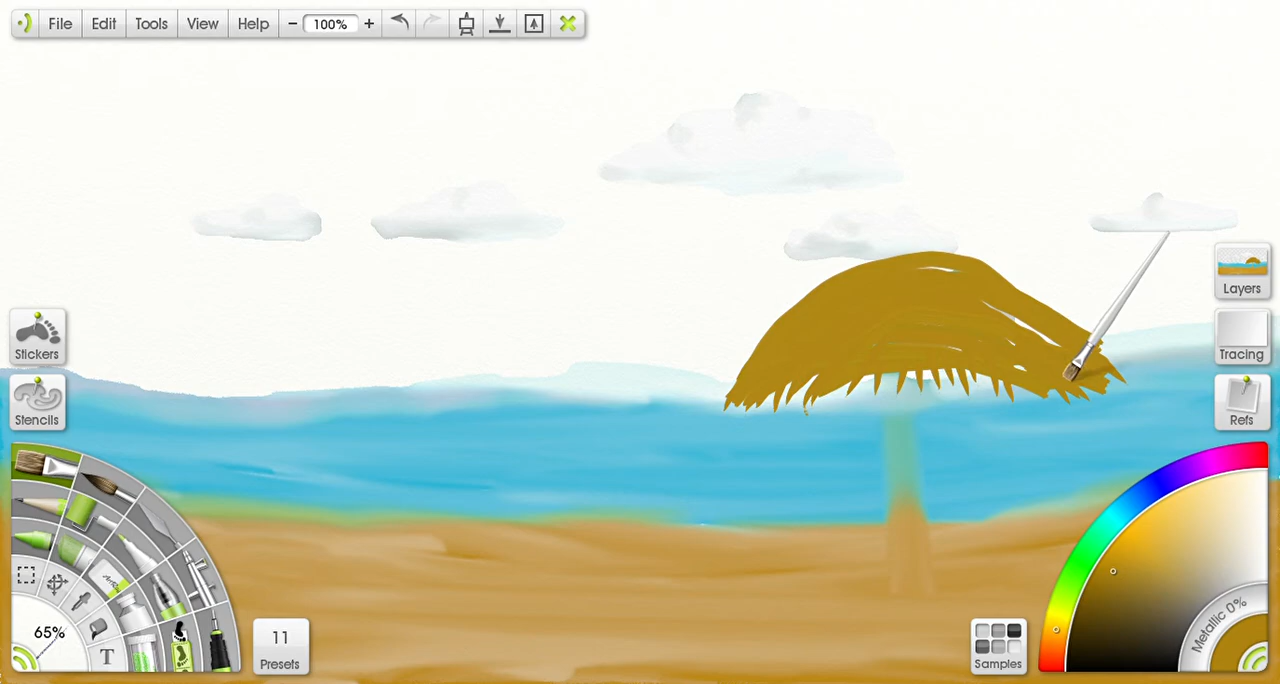 File Edit Tools View Help − 100% +
Layers
Stickers
Tracing
Stencils
Refs
65%
T
11
Presets
Samples
Metallic 0%